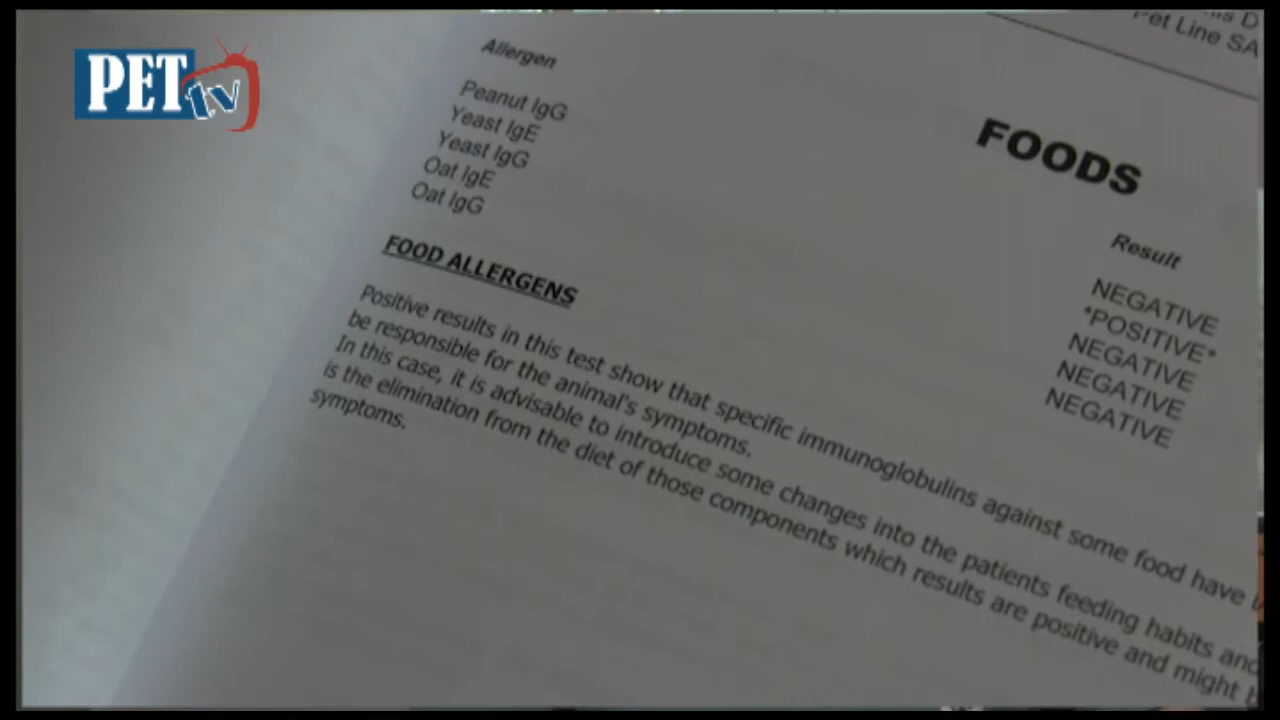 PET tv
Pet Line SA
FOODS
Allergen Result
Peanut IgG NEGATIVE
Yeast IgE *POSITIVE*
Yeast IgG NEGATIVE
Oat IgE NEGATIVE
Oat IgG NEGATIVE
FOOD ALLERGENS
Positive results in this test show that specific immunoglobulins against some food have
be responsible for the animal's symptoms.
In this case, it is advisable to introduce some changes into the patients feeding habits and
is the elimination from the diet of those components which results are positive and might
symptoms.